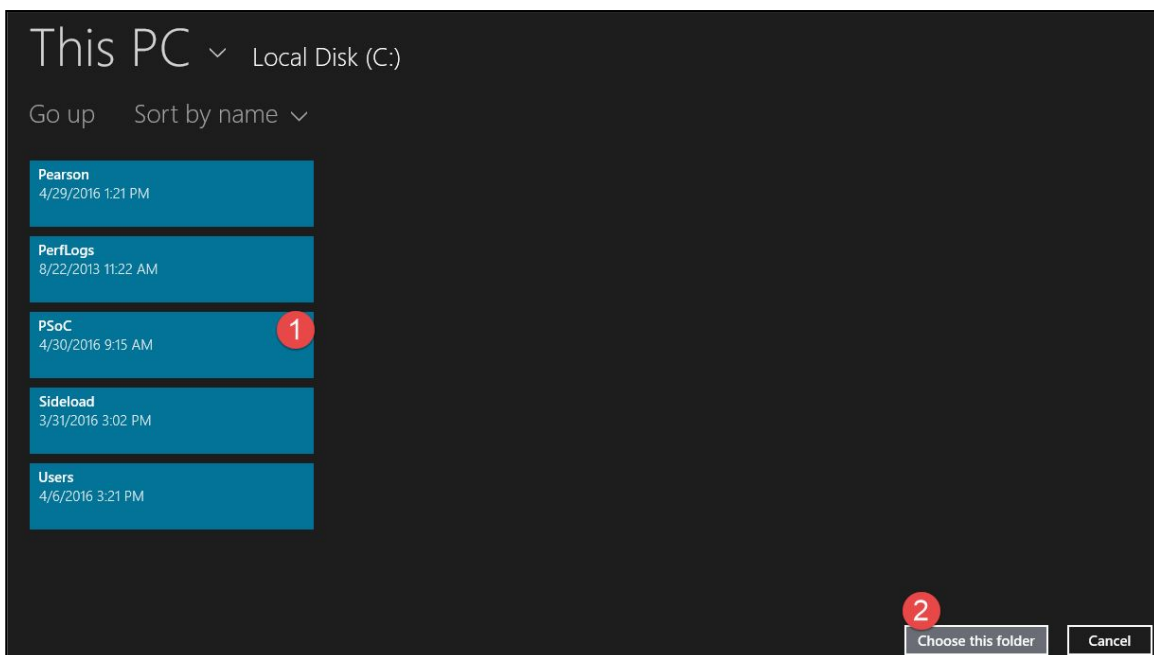 This PC Local Disk (C:)
Go up Sort by name
Pearson
4/29/2016 1:21 PM
PerfLogs
8/22/2013 11:22 AM
PSoC
4/30/2016 9:15 AM
1
Sideload
3/31/2016 3:02 PM
Users
4/6/2016 3:21 PM
2
Choose this folder Cancel